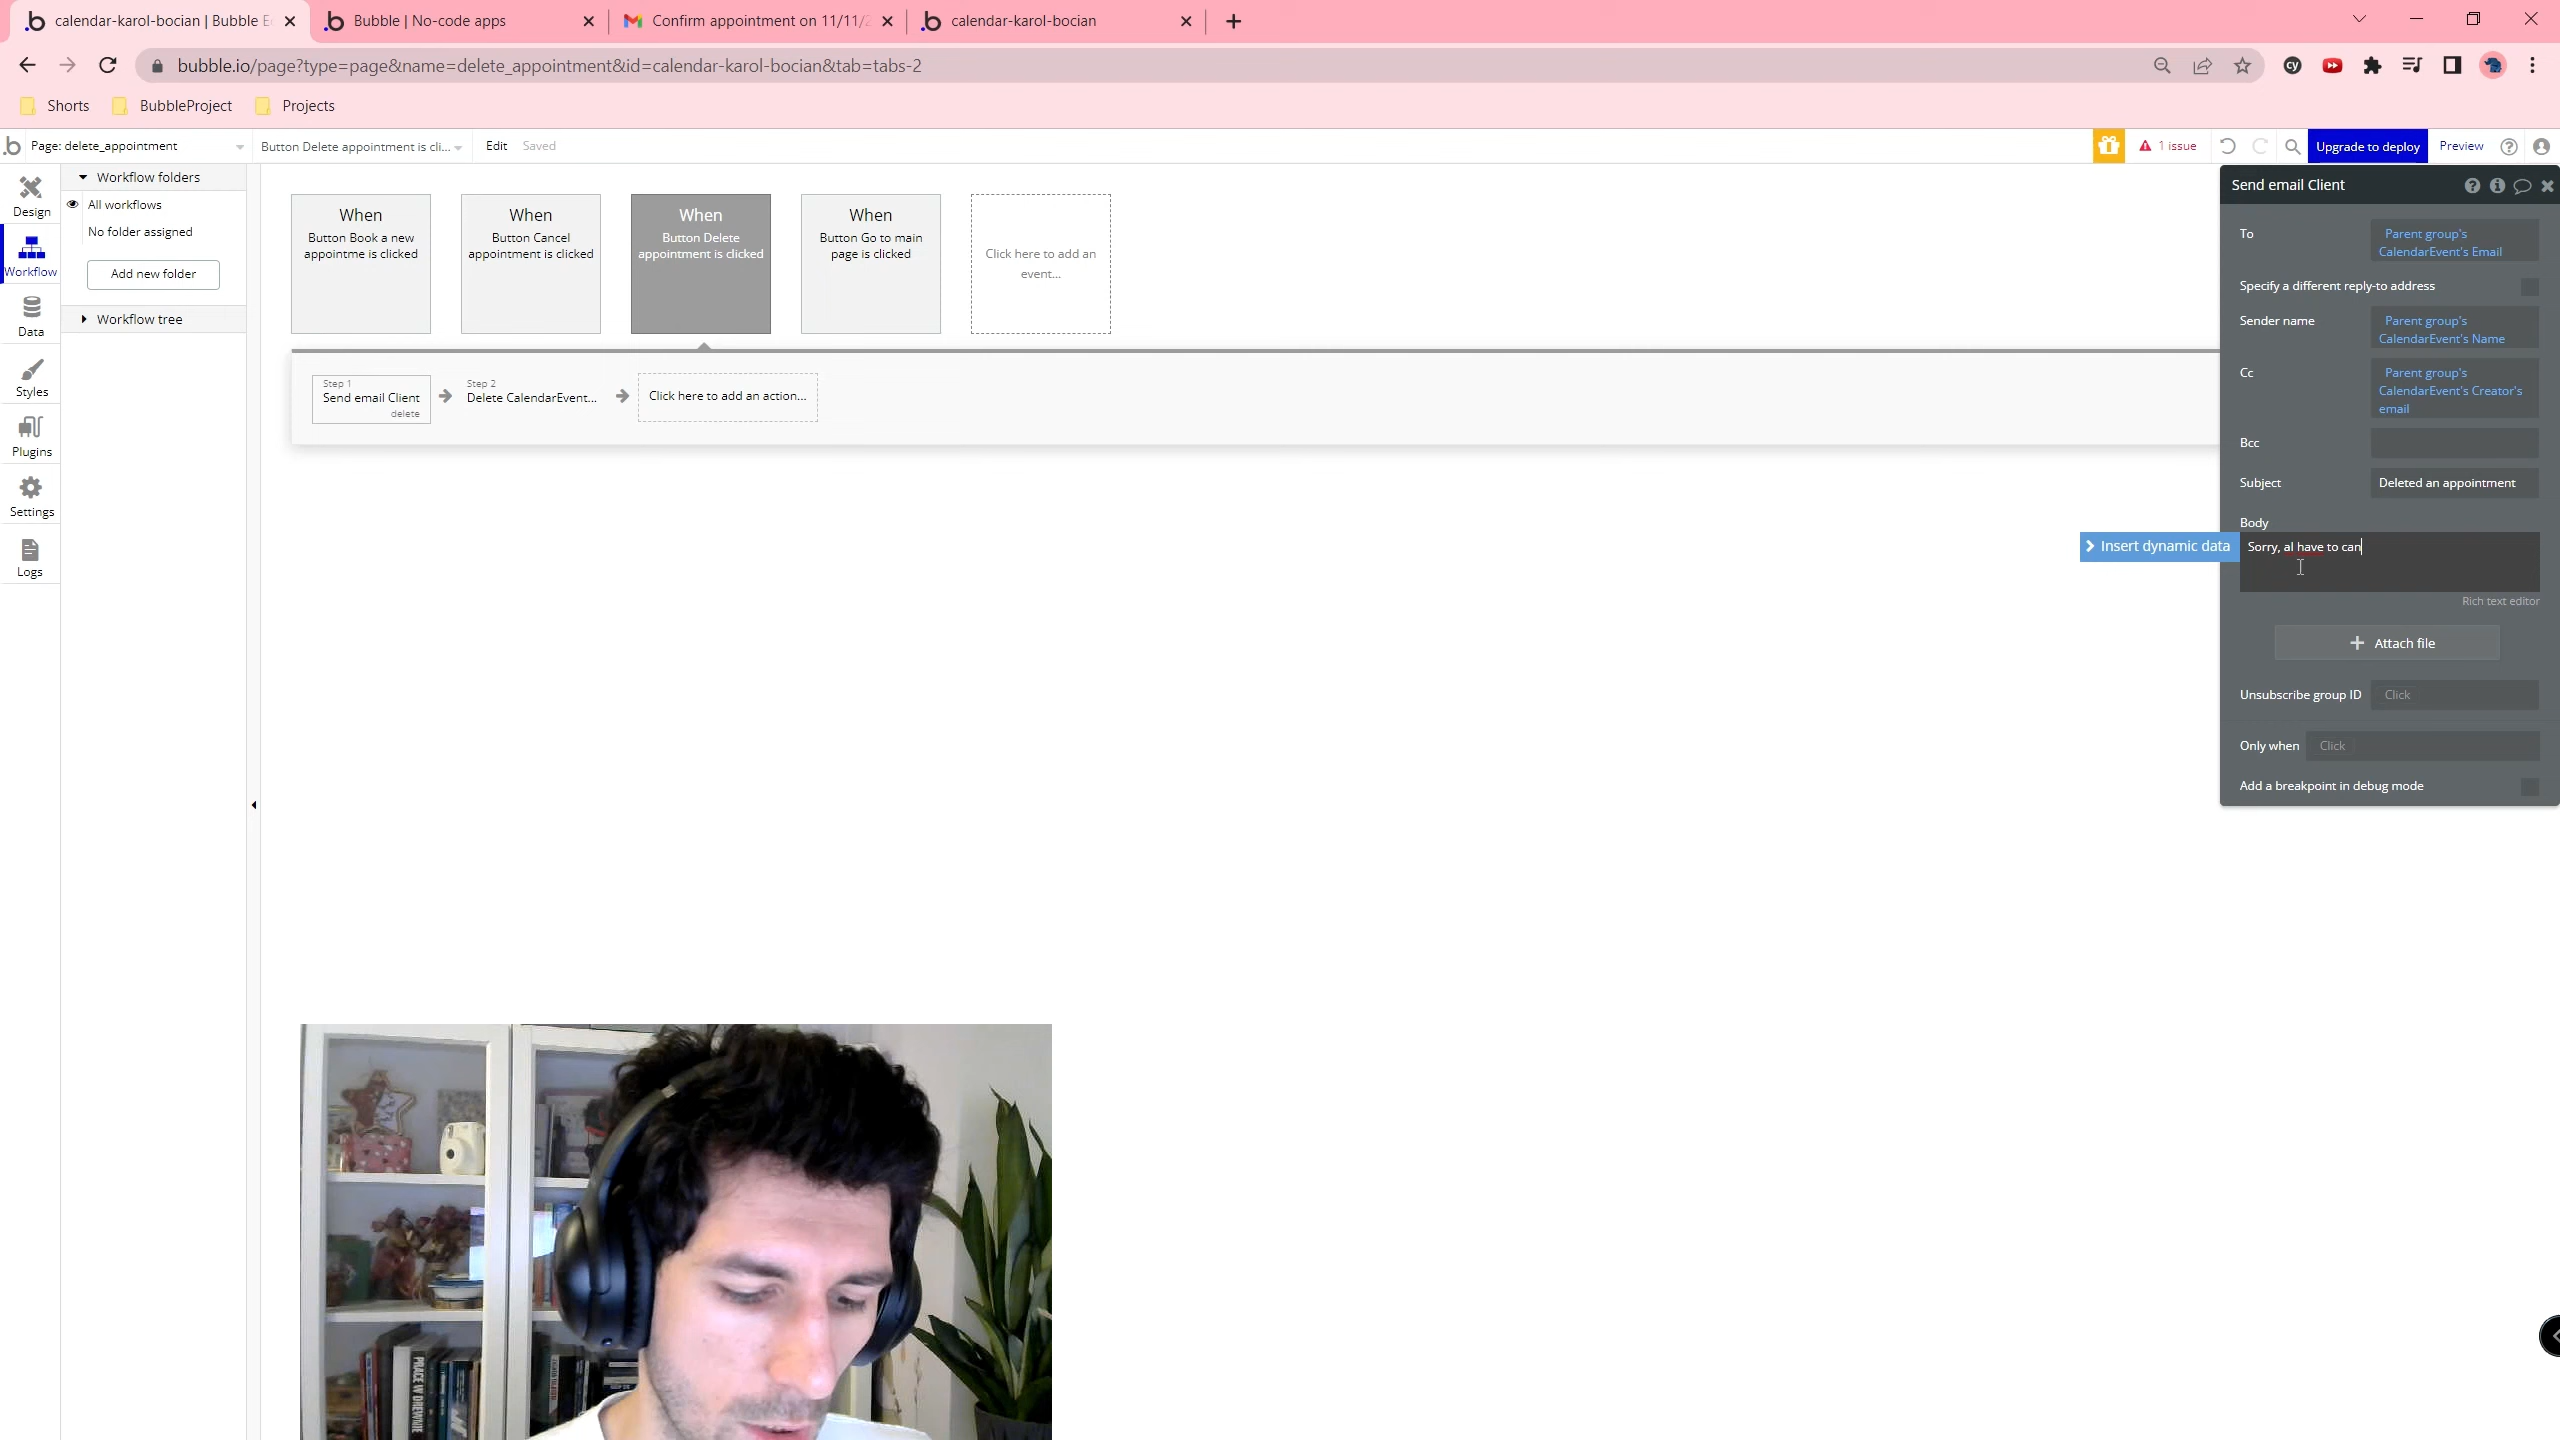 calendar-karol-bocian | Bubble E
Bubble | No-code apps
Confirm appointment on 11/11/2
calendar-karol-bocian
bubble.io/page?type=page&name=delete_appointment&id=calendar-karol-bocian&tab=tabs-2
Shorts
BubbleProject
Projects
Page: delete_appointment
Button Delete appointment is cli...
Edit
Saved
1 issue
Upgrade to deploy
Preview
Design
Workflow
Data
Styles
Plugins
Settings
Logs
Workflow folders
All workflows
No folder assigned
Add new folder
Workflow tree
When
Button Book a new
appointme is clicked
When
Button Cancel
appointment is clicked
When
Button Delete
appointment is clicked
When
Button Go to main
page is clicked
Click here to add an
event...
Step 1
Send email Client
delete
Step 2
Delete CalendarEvent...
Click here to add an action...
Send email Client
To
Parent group's
CalendarEvent's Email
Specify a different reply-to address
Sender name
Parent group's
CalendarEvent's Name
Cc
Parent group's
CalendarEvent's Creator's
email
Bcc
Subject
Deleted an appointment
Body
Insert dynamic data
Sorry, aI have to can
Rich text editor
Attach file
Unsubscribe group ID
Click
Only when
Click
Add a breakpoint in debug mode
PRACE W DREWNIE